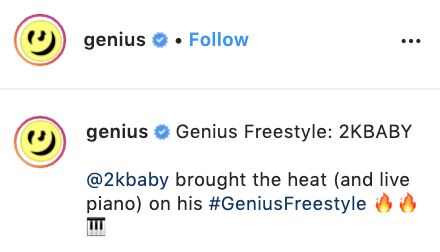 genius • Follow
genius Genius Freestyle: 2KBABY
@2kbaby brought the heat (and live
piano) on his #GeniusFreestyle 🔥🔥
🎹